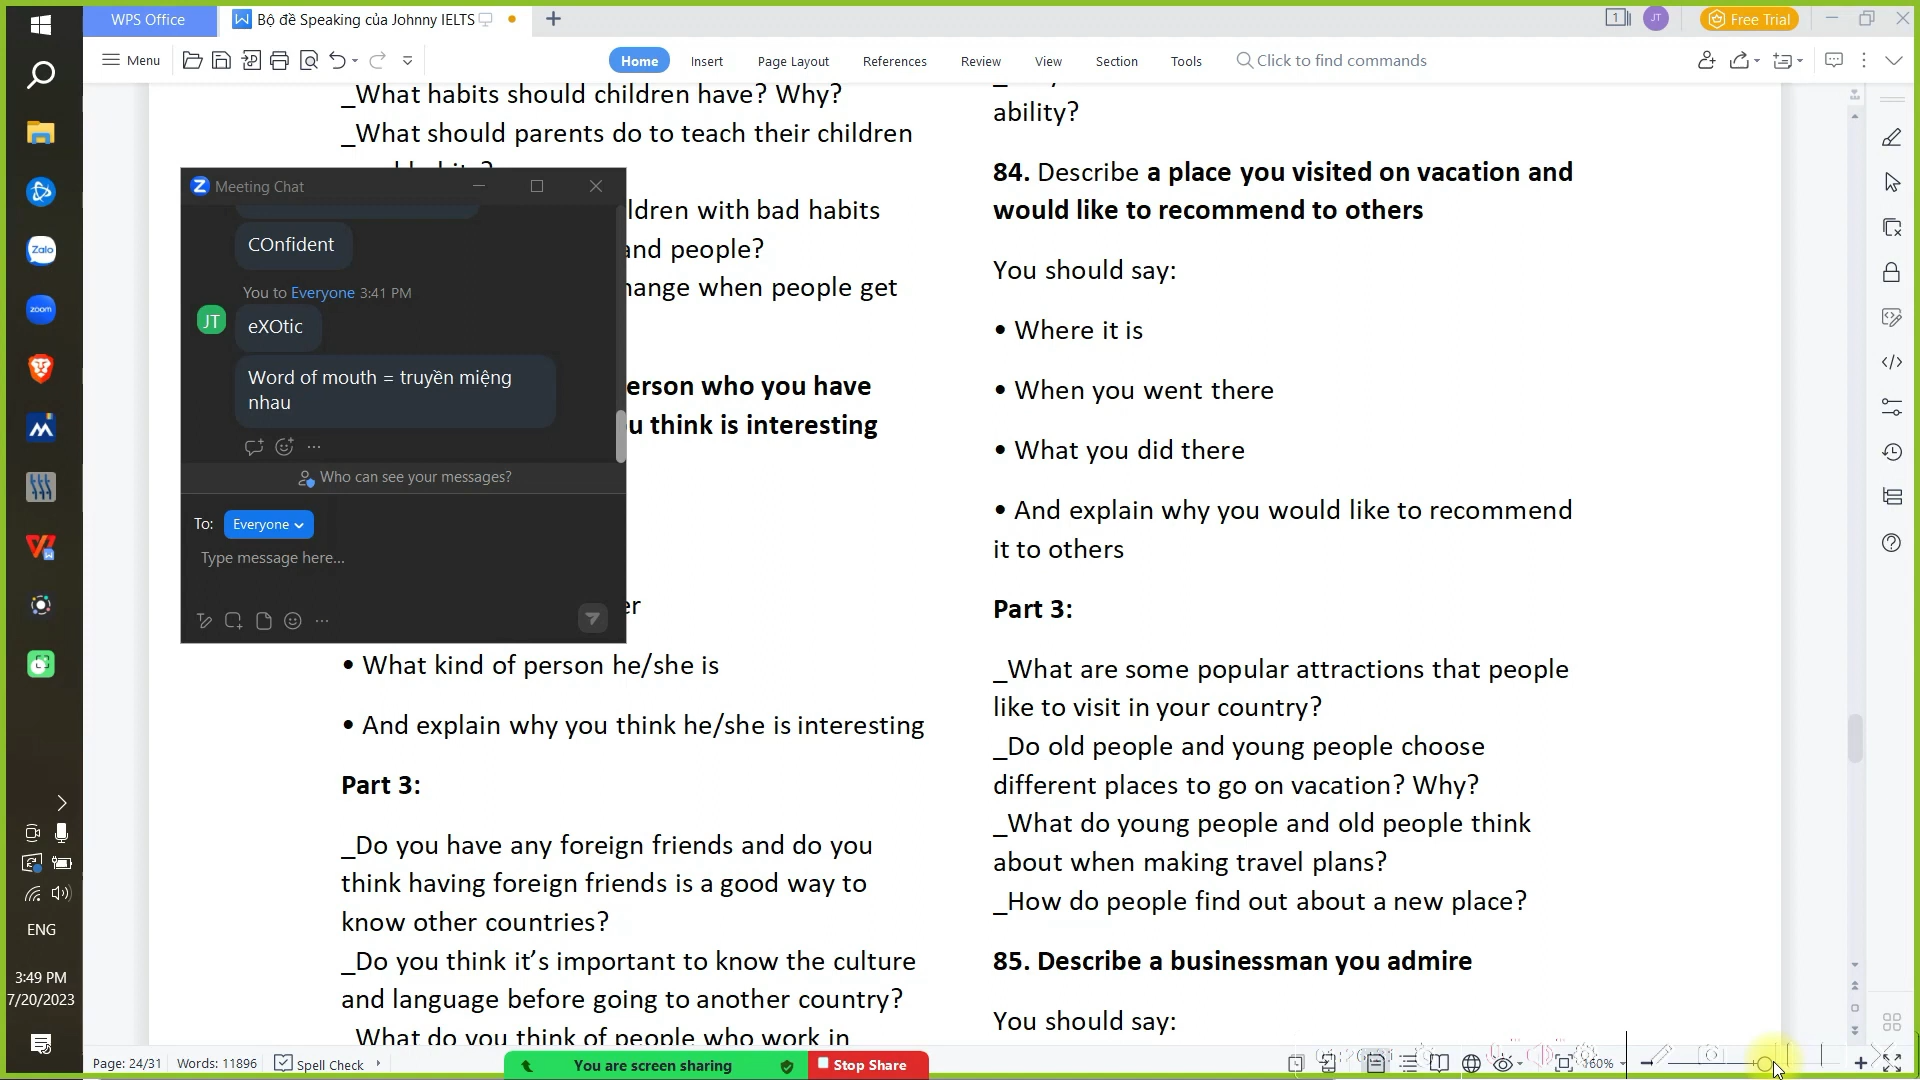 WPS Office
Bộ đề Speaking của Johnny IELTS
JT
Free Trial
Menu
Home
Insert
Page Layout
References
Review
View
Section
Tools
Click to find commands
_What habits should children have? Why?
_What should parents do to teach their children
ldren with bad habits
and people?
hange when people get
erson who you have
u think is interesting
er
• What kind of person he/she is
• And explain why you think he/she is interesting
Part 3:
_Do you have any foreign friends and do you
think having foreign friends is a good way to
know other countries?
_Do you think it’s important to know the culture
and language before going to another country?
_What do you think of people who work in
Meeting Chat
COnfident
You to Everyone 3:41 PM
JT
eXOtic
Word of mouth = truyền miệng
nhau
Who can see your messages?
To: Everyone
Type message here...
ability?
84. Describe a place you visited on vacation and
would like to recommend to others
You should say:
• Where it is
• When you went there
• What you did there
• And explain why you would like to recommend
it to others
Part 3:
_What are some popular attractions that people
like to visit in your country?
_Do old people and young people choose
different places to go on vacation? Why?
_What do young people and old people think
about when making travel plans?
_How do people find out about a new place?
85. Describe a businessman you admire
You should say:
Zalo
zoom
ENG
3:49 PM
7/20/2023
Page: 24/31
Words: 11896
Spell Check
You are screen sharing
Stop Share
160%